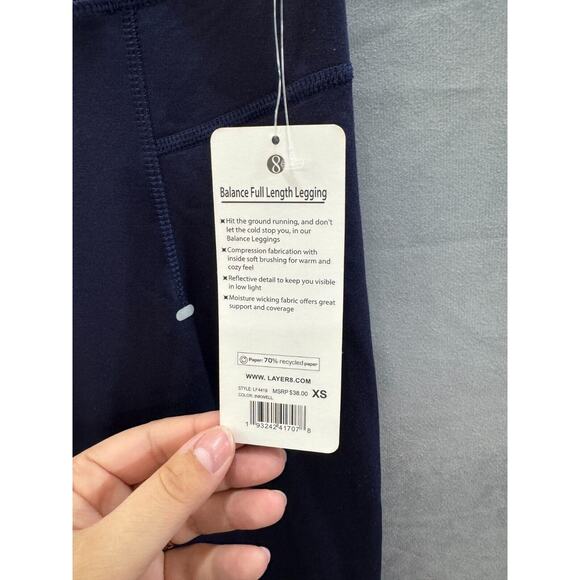 8
Balance Full Length Legging
Hit the ground running, and don't
let the cold stop you, in our
Balance Leggings
Compression fabrication with
inside soft brushing for warm and
cozy feel
Reflective detail to keep you visible
in low light
Moisture wicking fabric offers great
support and coverage
Paper: 70% recycled paper
WWW. LAYER8.COM
STYLE: LF4419 MSRP $38.00 XS
COLOR: INKWELL
1 93242 41707 8